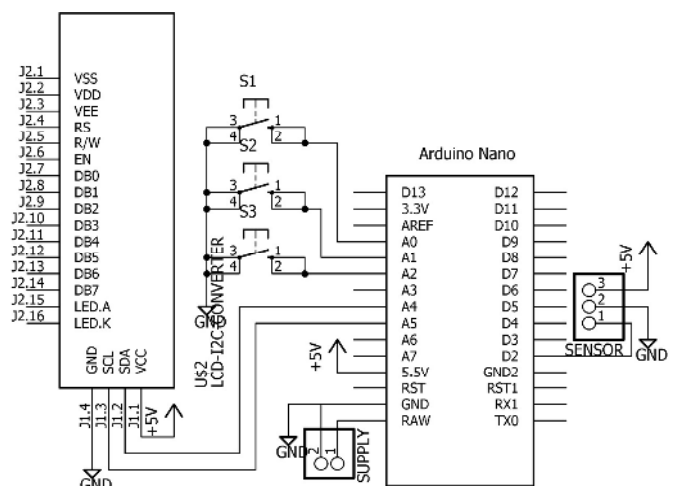 J2.1 VSS
J2.2 VDD
J2.3 VEE
J2.4 RS
J2.5 R/W
J2.6 EN
J2.7 DB0
J2.8 DB1
J2.9 DB2
J2.10 DB3
J2.11 DB4
J2.12 DB5
J2.13 DB6
J2.14 DB7
J2.15 LED.A
J2.16 LED.K
GND SCL SDA VCC
J1.4 J1.3 J1.2 J1.1
+5V
GND
S1
3 1
4 2
S2
3 1
4 2
S3
3 1
4 2
GND
U$2
LCD-I2C CONVERTER
Arduino Nano
D13 D12
3.3V D11
AREF D10
A0 D9
A1 D8
A2 D7
A3 D6
A4 D5
A5 D4
A6 D3
A7 D2
5.5V GND2
RST RST1
GND RX1
RAW TX0
+5V
GND
2 1
SUPPLY
3
2
1
SENSOR
+5V
GND